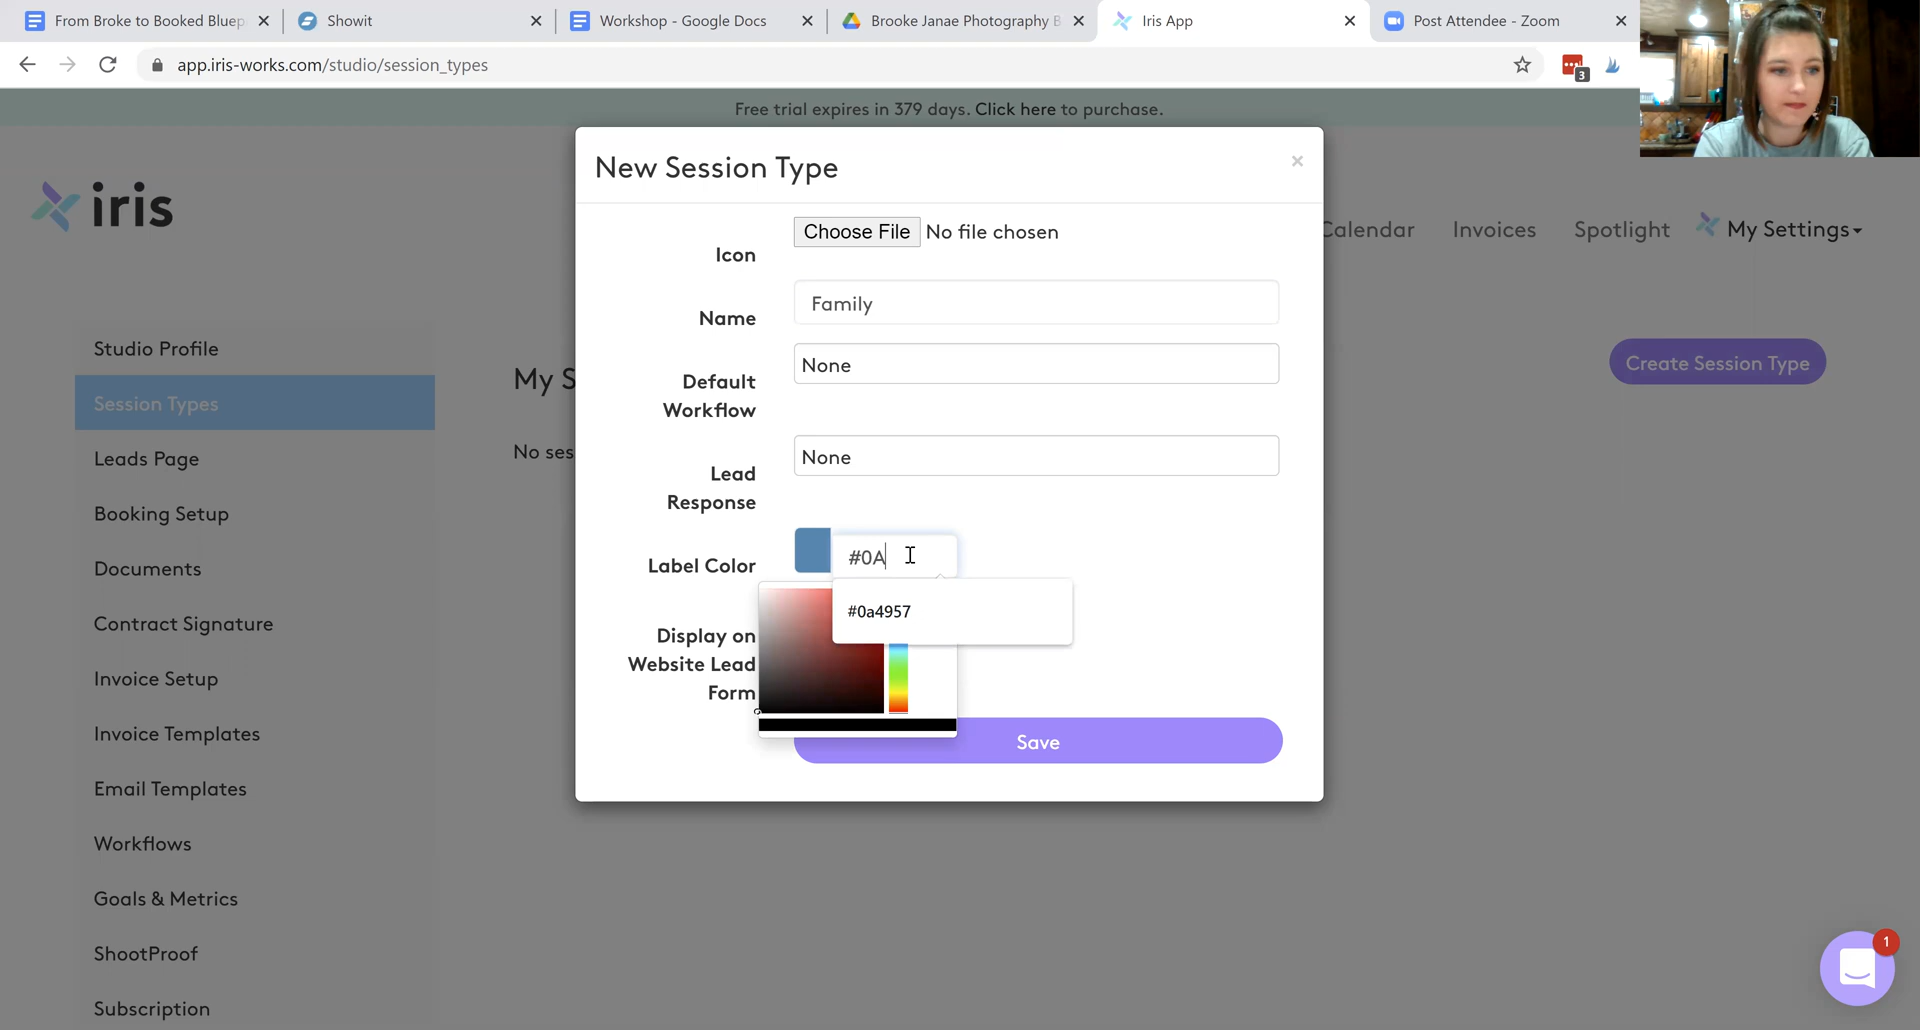 From Broke to Booked Bluep
Showit
Workshop - Google Docs
Brooke Janae Photography B
Iris App
Post Attendee - Zoom
app.iris-works.com/studio/session_types
3
Free trial expires in 379 days. Click here to purchase.
iris
Calendar
Invoices
Spotlight
My Settings
New Session Type
×
Icon
Choose File No file chosen
Name
Family
Default
Workflow
None
Lead
Response
None
Label Color
#0A
#0a4957
Display on
Website Lead
Form
Save
Studio Profile
Session Types
Leads Page
Booking Setup
Documents
Contract Signature
Invoice Setup
Invoice Templates
Email Templates
Workflows
Goals & Metrics
ShootProof
Subscription
My S
No ses
Create Session Type
1